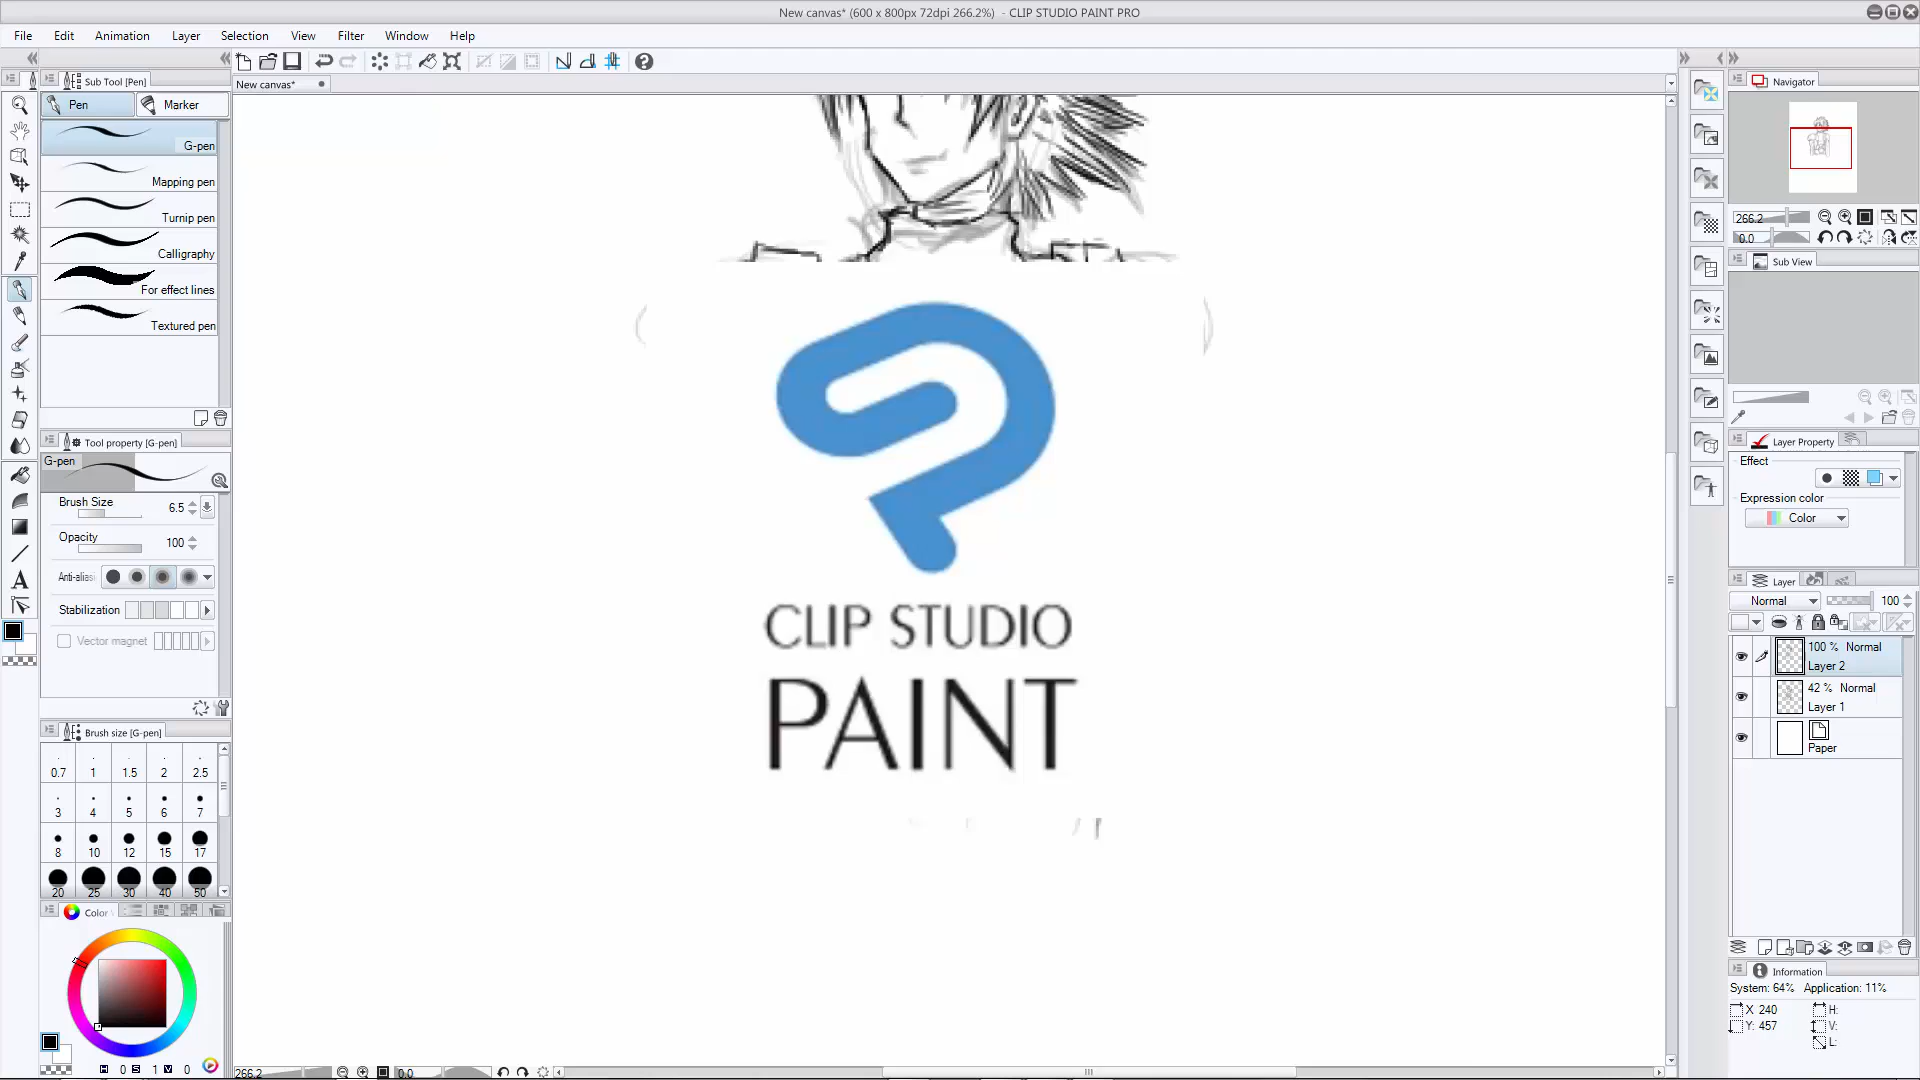 New canvas* (600 x 800px 72dpi 266.2%) - CLIP STUDIO PAINT PRO
File Edit Animation Layer Selection View Filter Window Help
Sub Tool [Pen]
New canvas*
Pen Marker
G-pen
Mapping pen
Turnip pen
Calligraphy
For effect lines
Textured pen
Tool property [G-pen]
G-pen
Brush Size 6.5
Opacity 100
Anti-alias
Stabilization
Vector magnet
Brush size [G-pen]
0.7 1 1.5 2 2.5
3 4 5 6 7
8 10 12 15 17
20 25 30 40 50
Color
H 0 S 1 V 0
CLIP STUDIO
PAINT
266.2 0.0
Navigator
266.2
0.0
Sub View
Layer Property
Effect
Expression color
Color
Layer
Normal 100
100 % Normal
Layer 2
42 % Normal
Layer 1
Paper
Information
System: 64% Application: 11%
X 240 H:
Y: 457 V:
L: